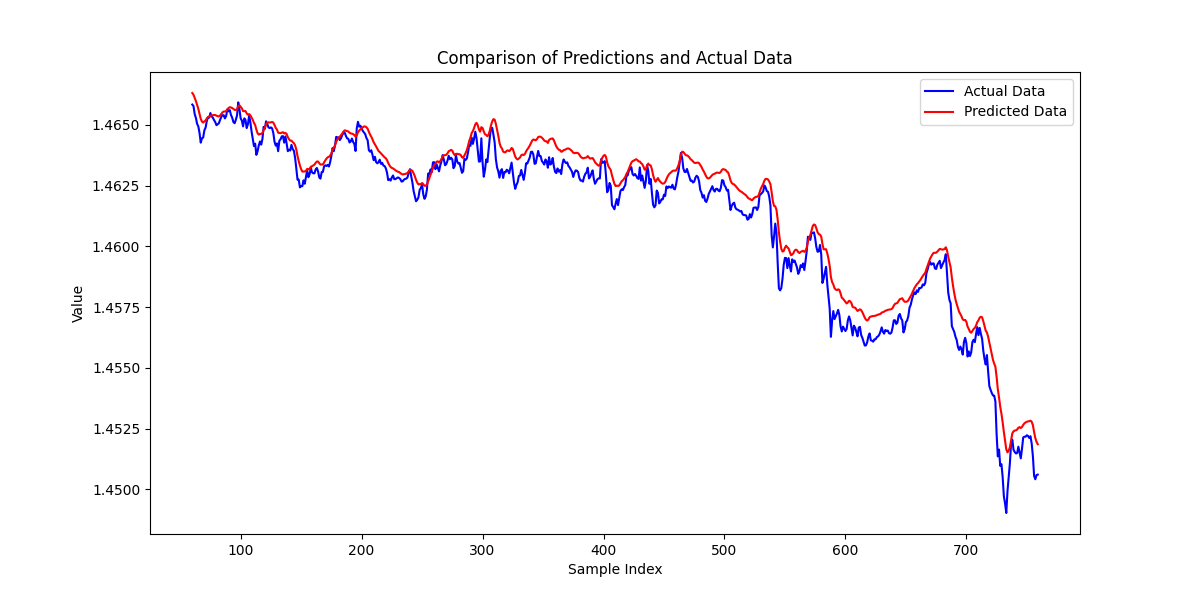 Comparison of Predictions and Actual Data
Actual Data
Predicted Data
1.4650
1.4625
1.4600
1.4575
1.4550
1.4525
1.4500
Value
100 200 300 400 500 600 700
Sample Index